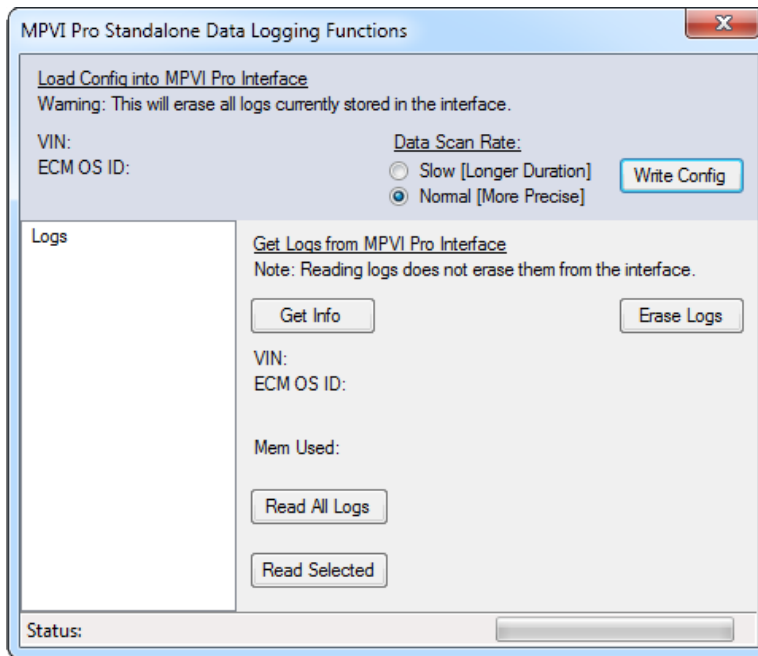 MPVI Pro Standalone Data Logging Functions
Load Config into MPVI Pro Interface
Warning: This will erase all logs currently stored in the interface.
VIN:
ECM OS ID:
Data Scan Rate:
Slow [Longer Duration]
Normal [More Precise]
Write Config
Logs
Get Logs from MPVI Pro Interface
Note: Reading logs does not erase them from the interface.
Get Info
Erase Logs
VIN:
ECM OS ID:
Mem Used:
Read All Logs
Read Selected
Status: